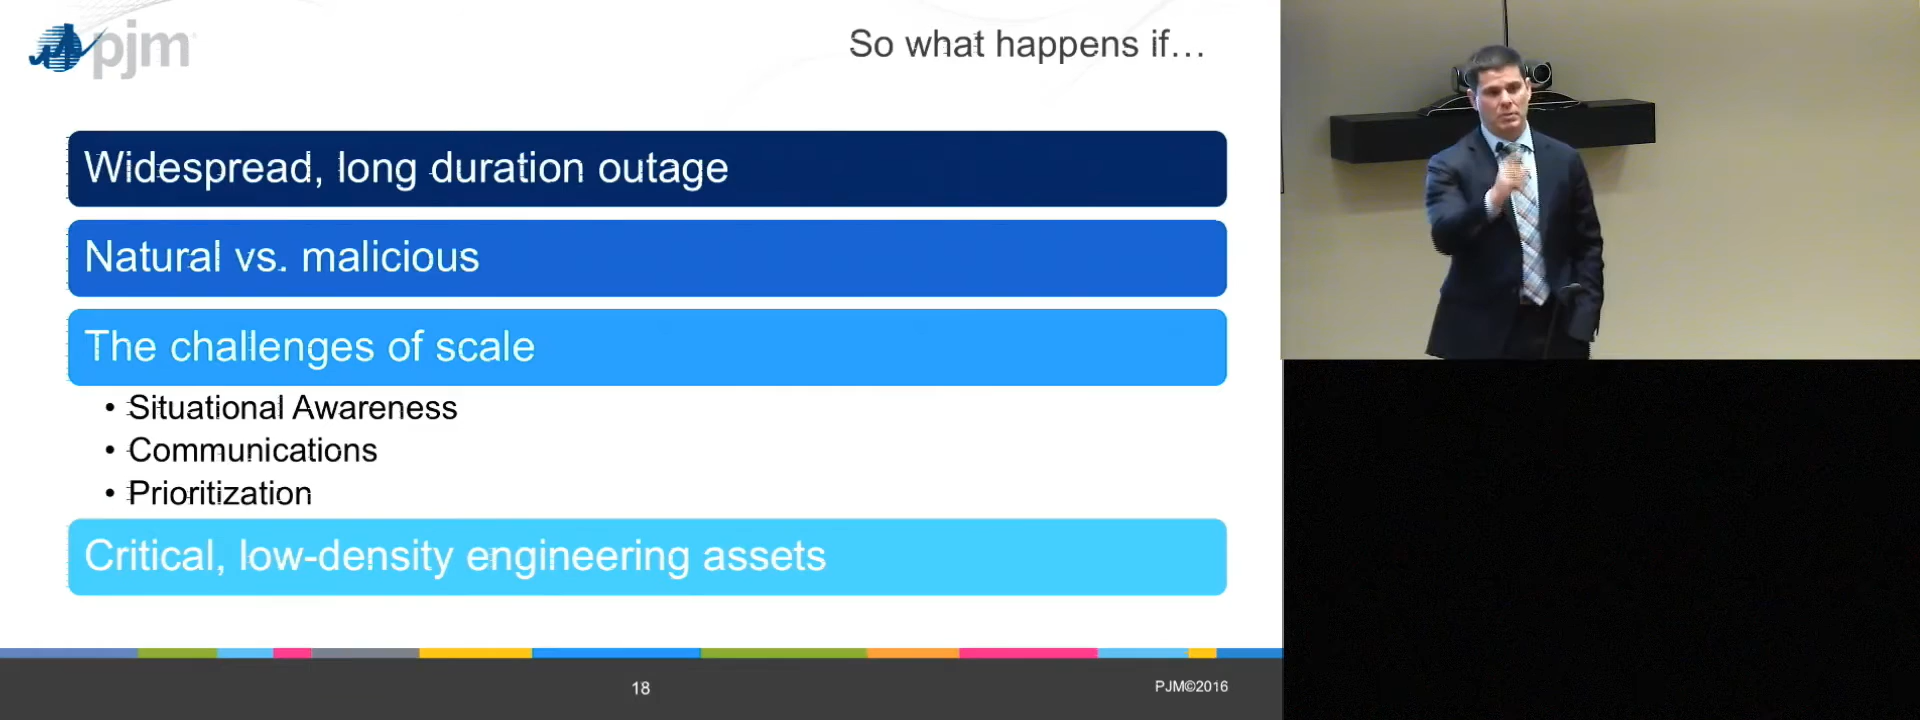 pjm
So what happens if…
Widespread, long duration outage
Natural vs. malicious
The challenges of scale
• Situational Awareness
• Communications
• Prioritization
Critical, low-density engineering assets
18
PJM©2016